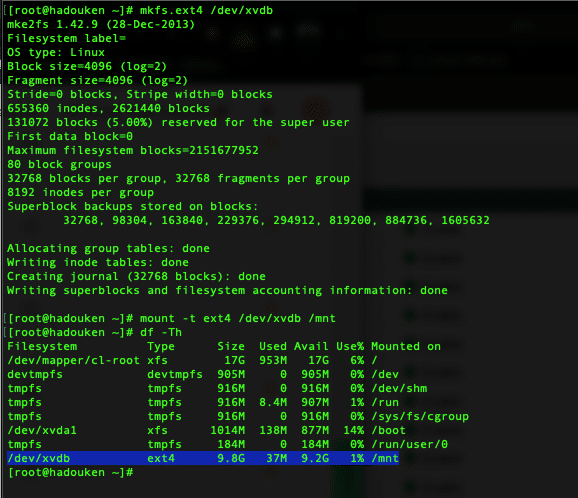 [root@hadouken ~]# mkfs.ext4 /dev/xvdb
mke2fs 1.42.9 (28-Dec-2013)
Filesystem label=
OS type: Linux
Block size=4096 (log=2)
Fragment size=4096 (log=2)
Stride=0 blocks, Stripe width=0 blocks
655360 inodes, 2621440 blocks
131072 blocks (5.00%) reserved for the super user
First data block=0
Maximum filesystem blocks=2151677952
80 block groups
32768 blocks per group, 32768 fragments per group
8192 inodes per group
Superblock backups stored on blocks:
        32768, 98304, 163840, 229376, 294912, 819200, 884736, 1605632

Allocating group tables: done
Writing inode tables: done
Creating journal (32768 blocks): done
Writing superblocks and filesystem accounting information: done

[root@hadouken ~]# mount -t ext4 /dev/xvdb /mnt
[root@hadouken ~]# df -Th
Filesystem          Type      Size  Used Avail Use% Mounted on
/dev/mapper/cl-root xfs        17G  953M   17G   6% /
devtmpfs            devtmpfs  905M     0  905M   0% /dev
tmpfs               tmpfs     916M     0  916M   0% /dev/shm
tmpfs               tmpfs     916M  8.4M  907M   1% /run
tmpfs               tmpfs     916M     0  916M   0% /sys/fs/cgroup
/dev/xvda1          xfs      1014M  138M  877M  14% /boot
tmpfs               tmpfs     184M     0  184M   0% /run/user/0
/dev/xvdb           ext4      9.8G   37M  9.2G   1% /mnt
[root@hadouken ~]#